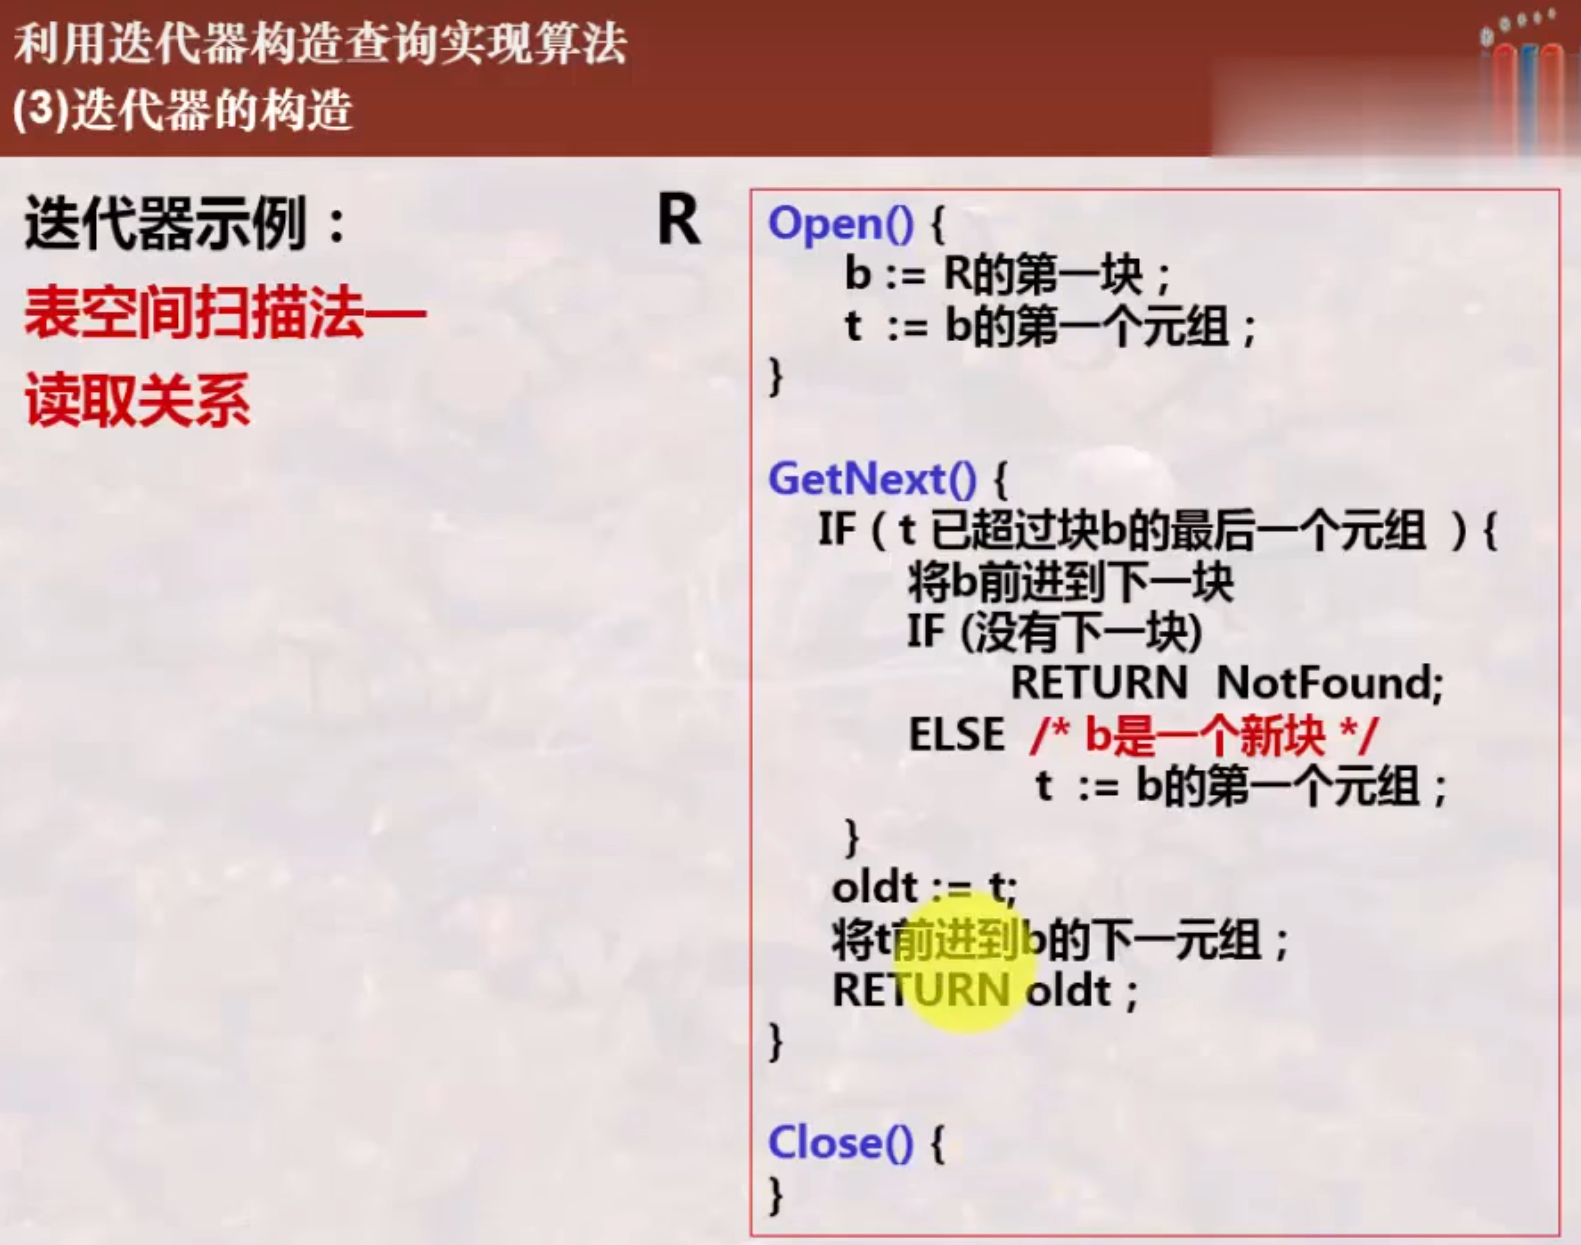 利用迭代器构造查询实现算法
(3)迭代器的构造
迭代器示例：
表空间扫描法—
读取关系
R
Open() {
b := R的第一块；
t := b的第一个元组；
}
GetNext() {
IF ( t 已超过块b的最后一个元组 ) {
将b前进到下一块
IF (没有下一块)
RETURN NotFound;
ELSE /* b是一个新块 */
t := b的第一个元组；
}
oldt := t;
将t前进到b的下一元组；
RETURN oldt；
}
Close() {
}